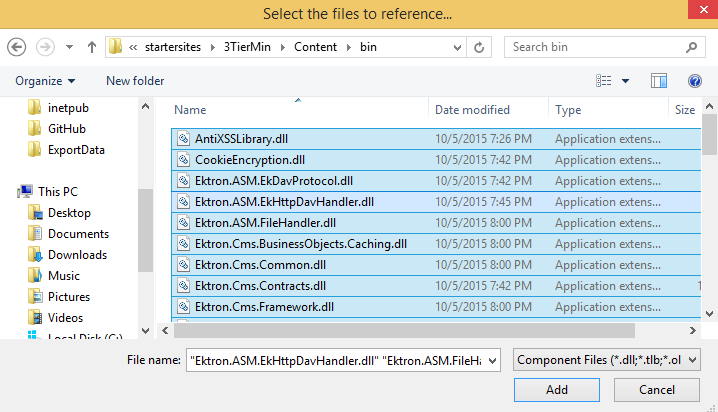 Select the files to reference...
« startersites › 3TierMin › Content › bin
Search bin
Organize New folder
inetpub
GitHub
ExportData
This PC
Desktop
Documents
Downloads
Music
Pictures
Videos
Local Disk (C:)
Name Date modified Type Size
AntiXSSLibrary.dll 10/5/2015 7:26 PM Application extens...
CookieEncryption.dll 10/5/2015 7:42 PM Application extens...
Ektron.ASM.EkDavProtocol.dll 10/5/2015 7:42 PM Application extens...
Ektron.ASM.EkHttpDavHandler.dll 10/5/2015 7:45 PM Application extens...
Ektron.ASM.FileHandler.dll 10/5/2015 8:00 PM Application extens...
Ektron.Cms.BusinessObjects.Caching.dll 10/5/2015 8:00 PM Application extens...
Ektron.Cms.Common.dll 10/5/2015 8:00 PM Application extens...
Ektron.Cms.Contracts.dll 10/5/2015 7:42 PM Application extens... 1
Ektron.Cms.Framework.dll 10/5/2015 8:00 PM Application extens...
File name: "Ektron.ASM.EkHttpDavHandler.dll" "Ektron.ASM.FileHa Component Files (*.dll;*.tlb;*.ol
Add Cancel